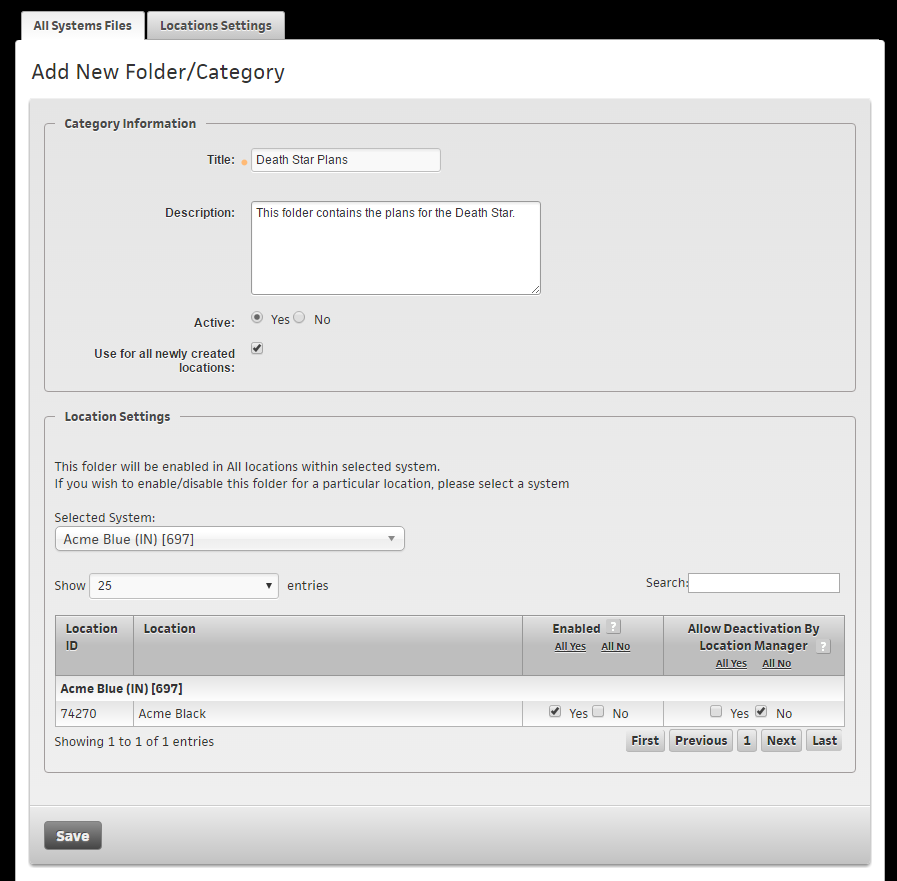 All Systems Files Locations Settings
Add New Folder/Category
Category Information
Title: Death Star Plans
Description: This folder contains the plans for the Death Star.
Active: Yes No
Use for all newly created
locations:
Location Settings
This folder will be enabled in All locations within selected system.
If you wish to enable/disable this folder for a particular location, please select a system
Selected System:
Acme Blue (IN) [697]
Show 25 entries Search:
Location ID Location Enabled ? All Yes All No Allow Deactivation By Location Manager ? All Yes All No
Acme Blue (IN) [697]
74270 Acme Black Yes No Yes No
Showing 1 to 1 of 1 entries First Previous 1 Next Last
Save